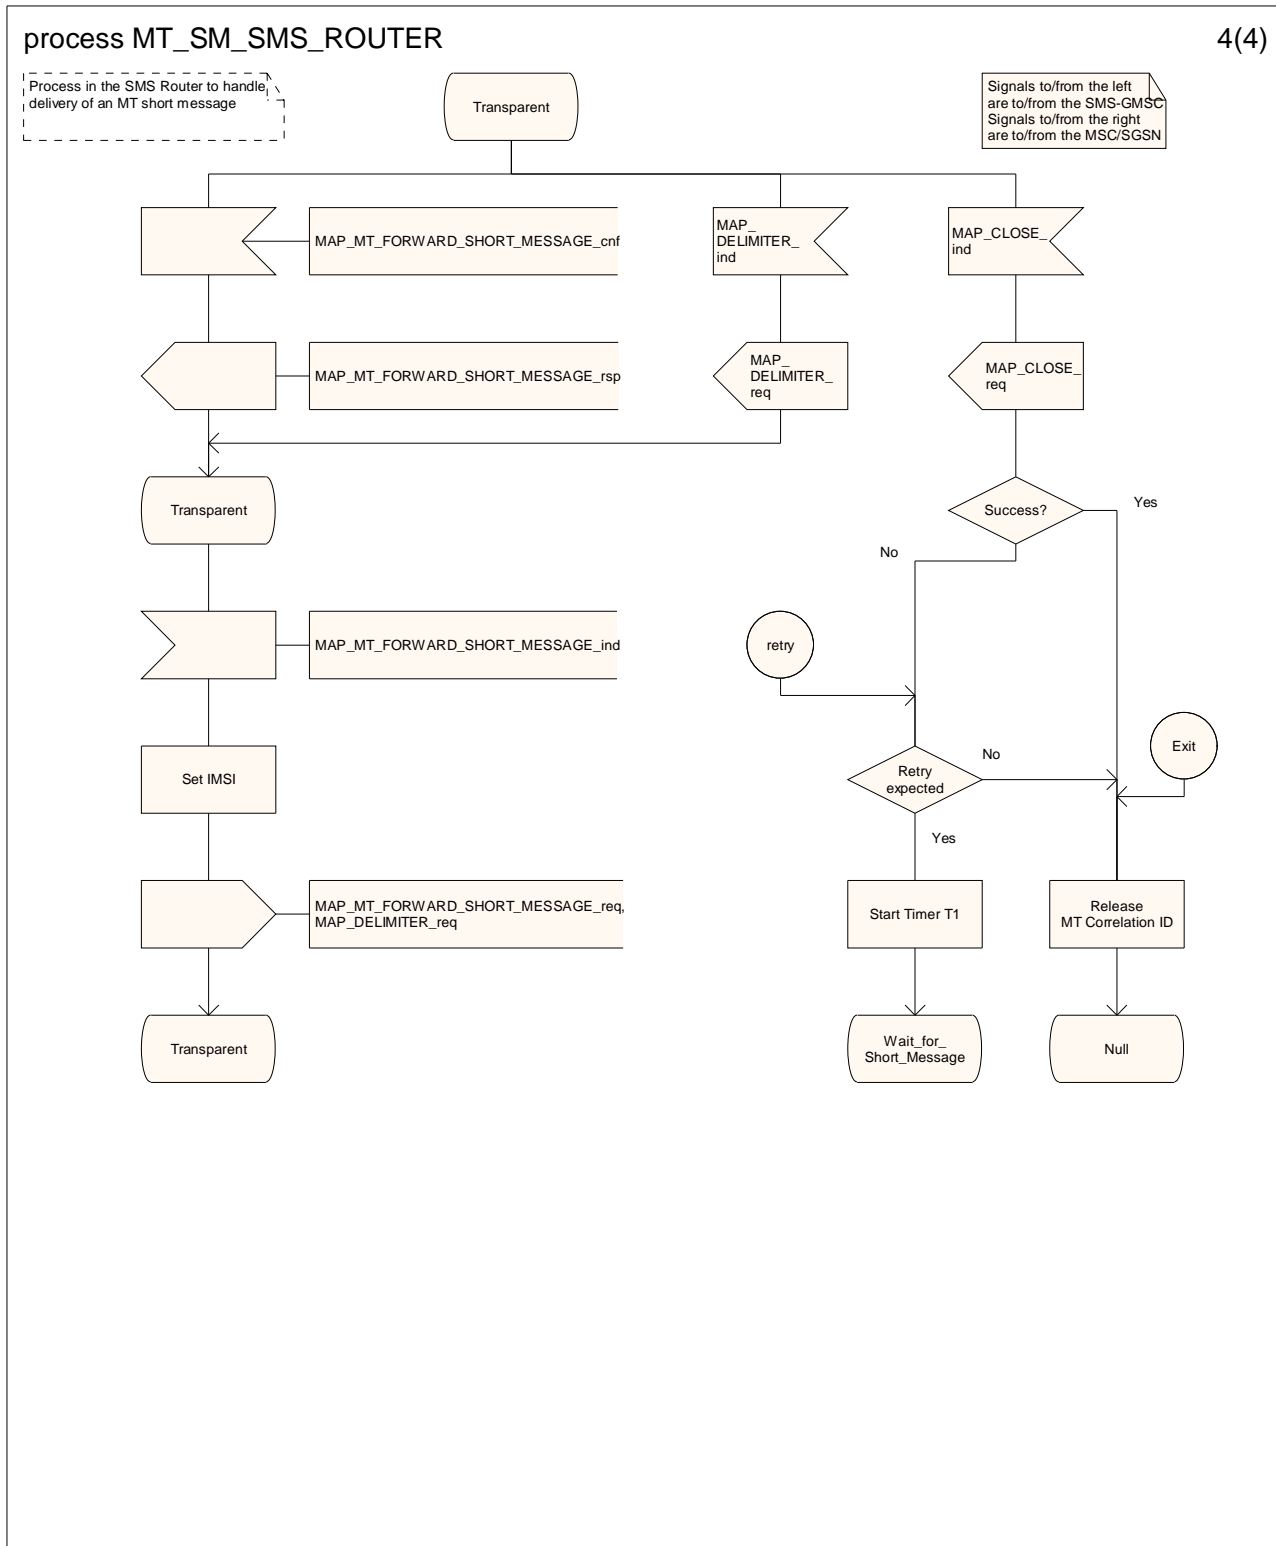 process MT_SM_SMS_ROUTER
4(4)
Process in the SMS Router to handle
delivery of an MT short message
Transparent
Signals to/from the left
are to/from the SMS-GMSC
Signals to/from the right
are to/from the MSC/SGSN
MAP_MT_FORWARD_SHORT_MESSAGE_cnf
MAP_
DELIMITER_
ind
MAP_CLOSE_
ind
MAP_MT_FORWARD_SHORT_MESSAGE_rsp
MAP_
DELIMITER_
req
MAP_CLOSE_
req
Transparent
Success?
Yes
No
MAP_MT_FORWARD_SHORT_MESSAGE_ind
retry
Set IMSI
Retry
expected
No
Exit
Yes
MAP_MT_FORWARD_SHORT_MESSAGE_req,
MAP_DELIMITER_req
Start Timer T1
Release
MT Correlation ID
Transparent
Wait_for_
Short_Message
Null